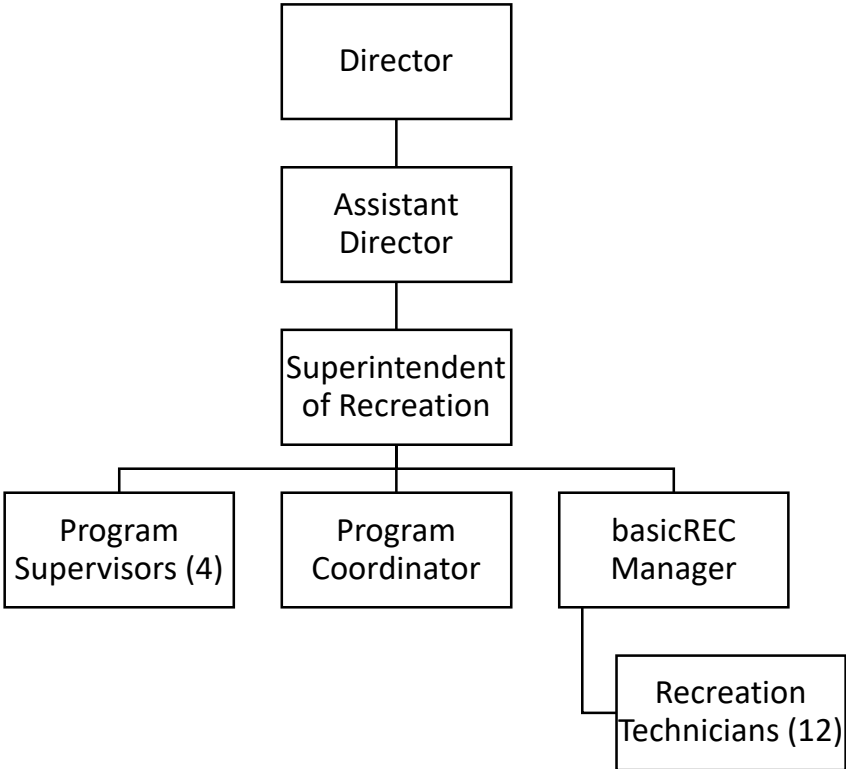 Director
Assistant
Director
Superintendent
of Recreation
Program
Supervisors (4)
Program
Coordinator
basicREC
Manager
Recreation
Technicians (12)